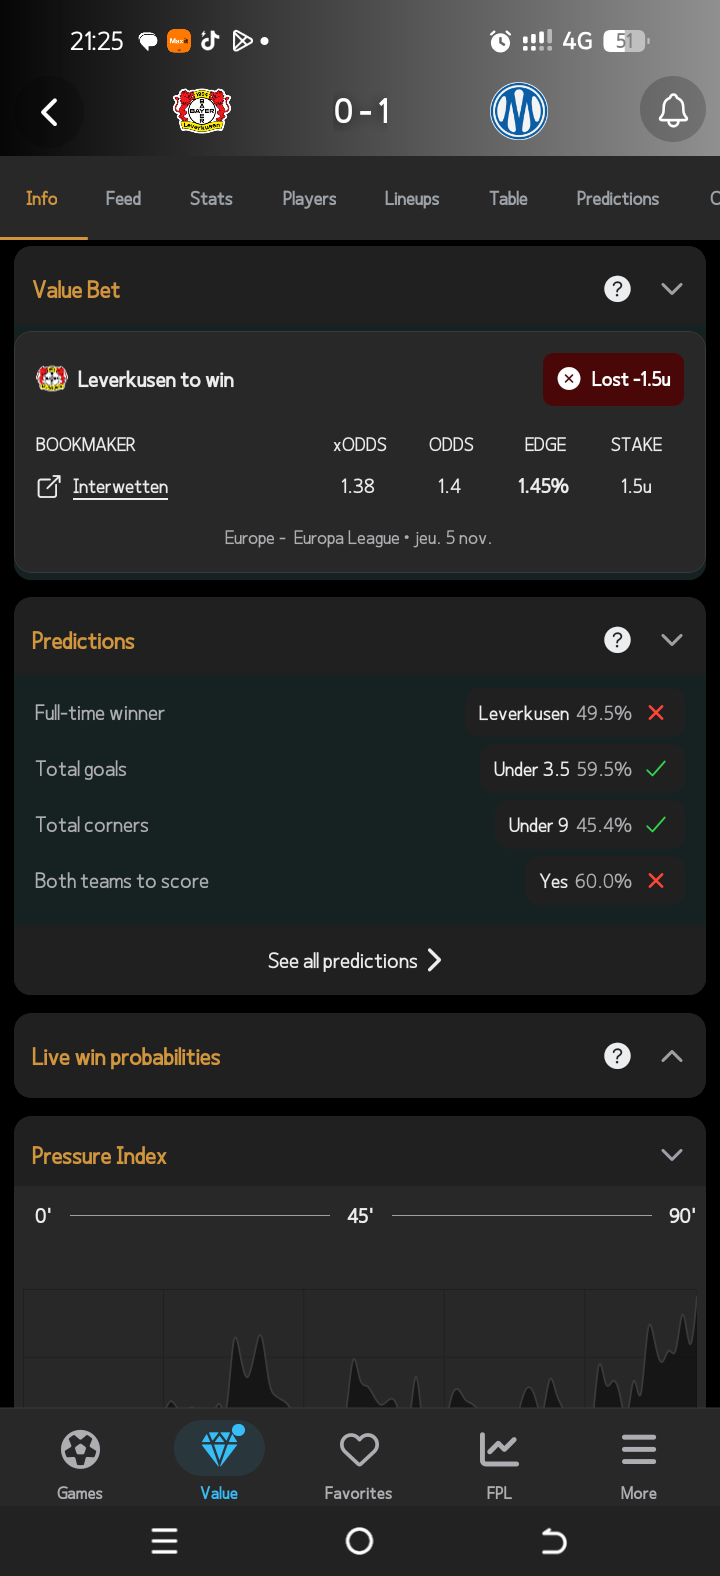 21:25 4G 51
0 - 1
Info Feed Stats Players Lineups Table Predictions
Value Bet ?
Leverkusen to win Lost -1.5u
BOOKMAKER xODDS ODDS EDGE STAKE
Interwetten 1.38 1.4 1.45% 1.5u
Europe - Europa League • jeu. 5 nov.
Predictions ?
Full-time winner Leverkusen 49.5%
Total goals Under 3.5 59.5%
Total corners Under 9 45.4%
Both teams to score Yes 60.0%
See all predictions
Live win probabilities ?
Pressure Index
0' 45' 90'
Games Value Favorites FPL More